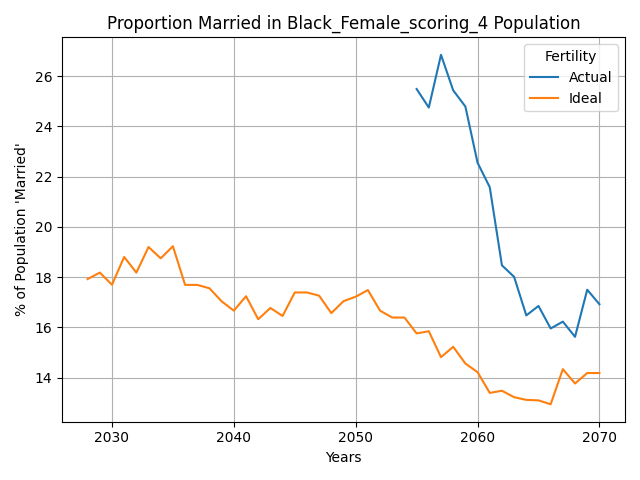 Proportion Married in Black_Female_scoring_4 Population
Fertility
Actual
Ideal
% of Population 'Married'
26
24
22
20
18
16
14
2030
2040
2050
2060
2070
Years